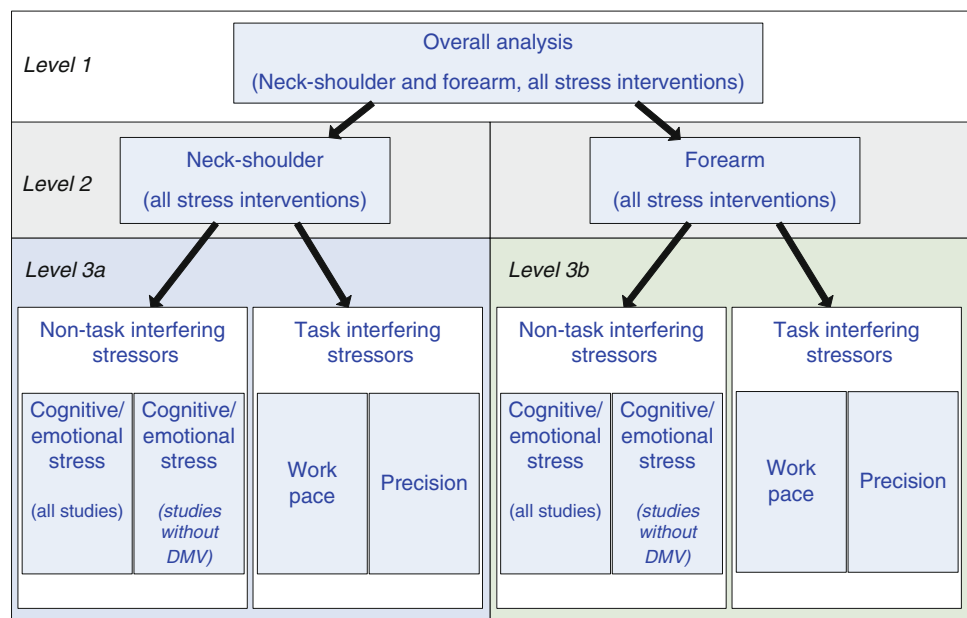 Level 1
Overall analysis
(Neck-shoulder and forearm, all stress interventions)
Level 2
Neck-shoulder
(all stress interventions)
Forearm
(all stress interventions)
Level 3a
Non-task interfering
stressors
Cognitive/
emotional
stress
(all studies)
Cognitive/
emotional
stress
(studies
without
DMV)
Task interfering
stressors
Work
pace
Precision
Level 3b
Non-task interfering
stressors
Cognitive/
emotional
stress
(all studies)
Cognitive/
emotional
stress
(studies
without
DMV)
Task interfering
stressors
Work
pace
Precision